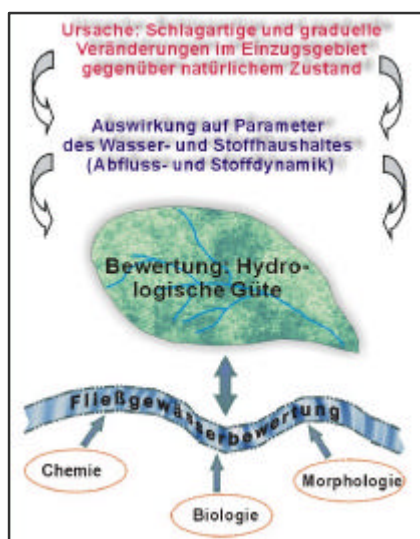 Ursache: Schlagartige und graduelle
Veränderungen im Einzugsgebiet
gegenüber natürlichem Zustand
Auswirkung auf Parameter
des Wasser- und Stoffhaushaltes
(Abfluss- und Stoffdynamik)
Bewertung: Hydro-
logische Güte
Fließgewässerbewertung
Chemie
Biologie
Morphologie